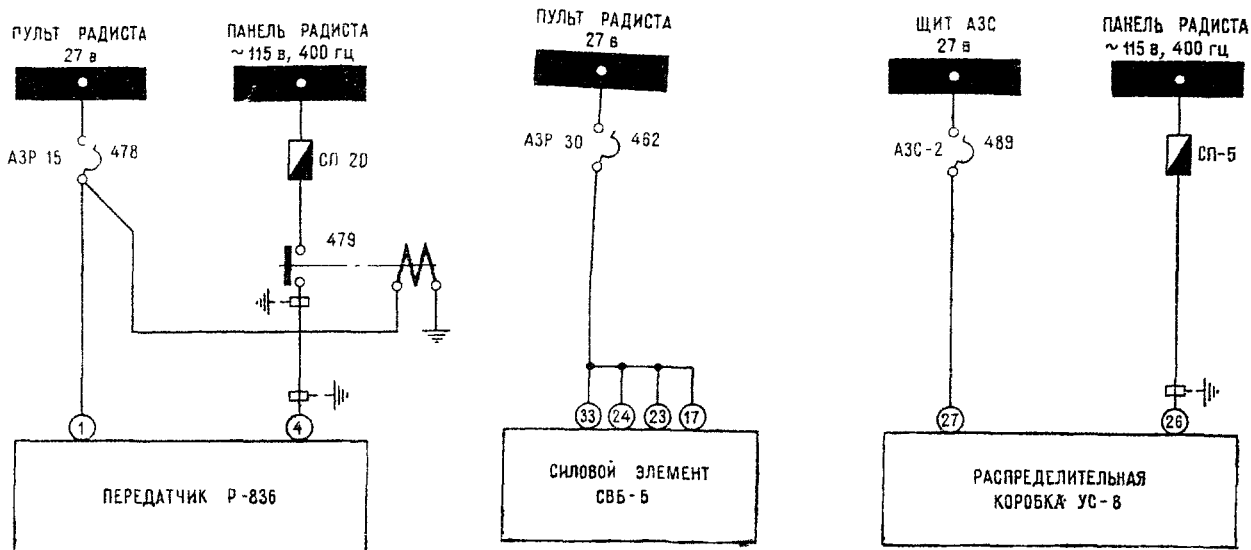 ПУЛЬТ РАДИСТА
27 в
ПАНЕЛЬ РАДИСТА
~ 115 в, 400 гц
АЗР 15
478
СП 20
479
1
4
ПЕРЕДАТЧИК Р-836
ПУЛЬТ РАДИСТА
27 в
АЗР 30
462
33
24
23
17
СИЛОВОЙ ЭЛЕМЕНТ
СВБ-5
ЩИТ АЗС
27 в
ПАНЕЛЬ РАДИСТА
~ 115 в, 400 гц
АЗС-2
489
СП-5
27
26
РАСПРЕДЕЛИТЕЛЬНАЯ
КОРОБКА УС-8